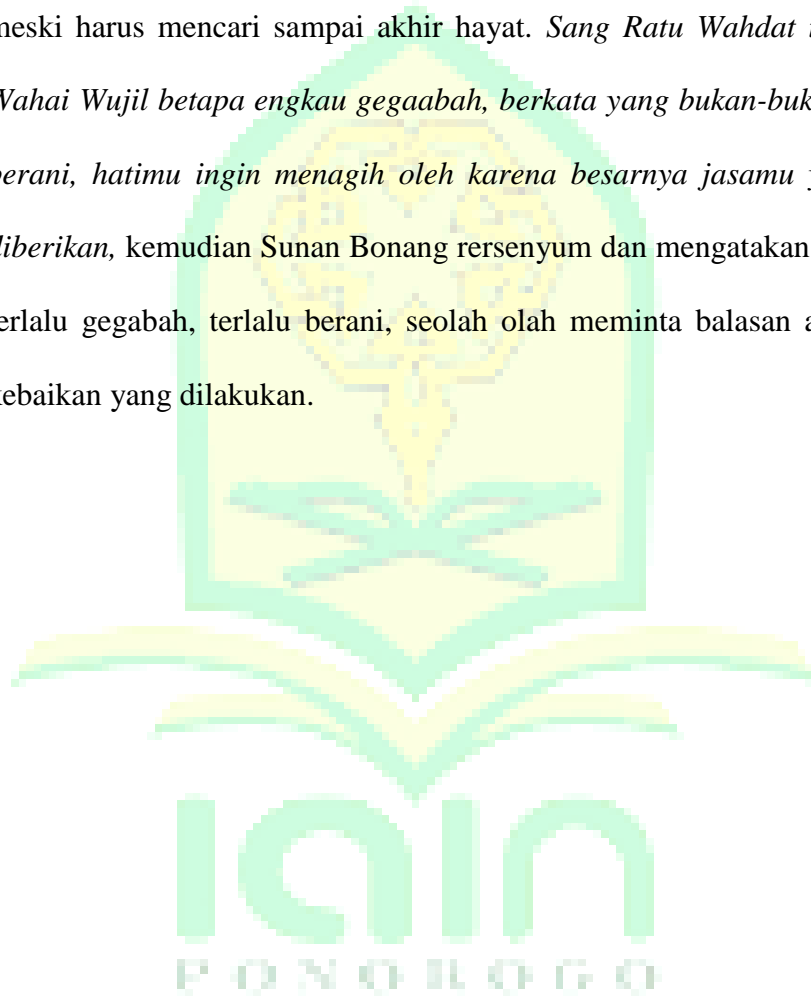 meski harus mencari sampai akhir hayat. Sang Ratu Wahdat
Wahai Wujil betapa engkau gegaabah, berkata yang bukan-buk
berani, hatimu ingin menagih oleh karena besarnya jasamu y
diberikan, kemudian Sunan Bonang rersenyum dan mengatakan
terlalu gegabah, terlalu berani, seolah olah meminta balasan a
kebaikan yang dilakukan.
iain
PONOROGO